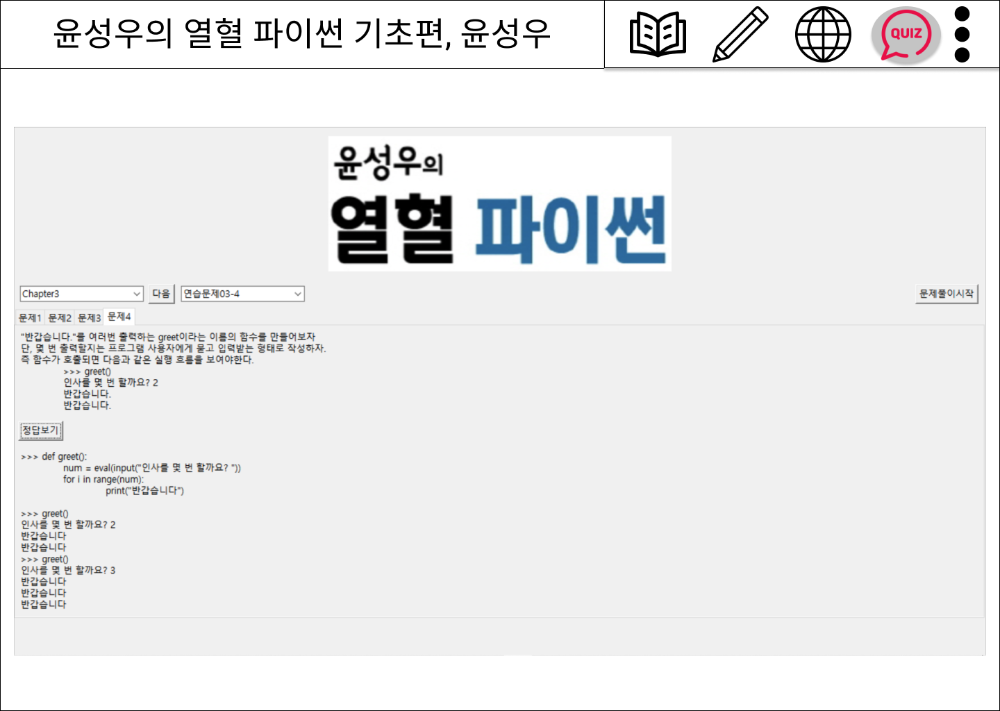 윤성우의 열혈 파이썬 기초편, 윤성우
QUIZ
윤성우의
열혈 파이썬
Chapter3 다음 연습문제03-4 문제풀이시작
문제1 문제2 문제3 문제4
"반갑습니다."를 여러번 출력하는 greet이라는 이름의 함수를 만들어보자
단, 몇 번 출력할지는 프로그램 사용자에게 묻고 입력받는 형태로 작성하자.
즉 함수가 호출되면 다음과 같은 실행 흐름을 보여야한다.
>>> greet()
인사를 몇 번 할까요? 2
반갑습니다.
반갑습니다.
정답보기
>>> def greet():
num = eval(input("인사를 몇 번 할까요? "))
for i in range(num):
print("반갑습니다")
>>> greet()
인사를 몇 번 할까요? 2
반갑습니다
반갑습니다
>>> greet()
인사를 몇 번 할까요? 3
반갑습니다
반갑습니다
반갑습니다